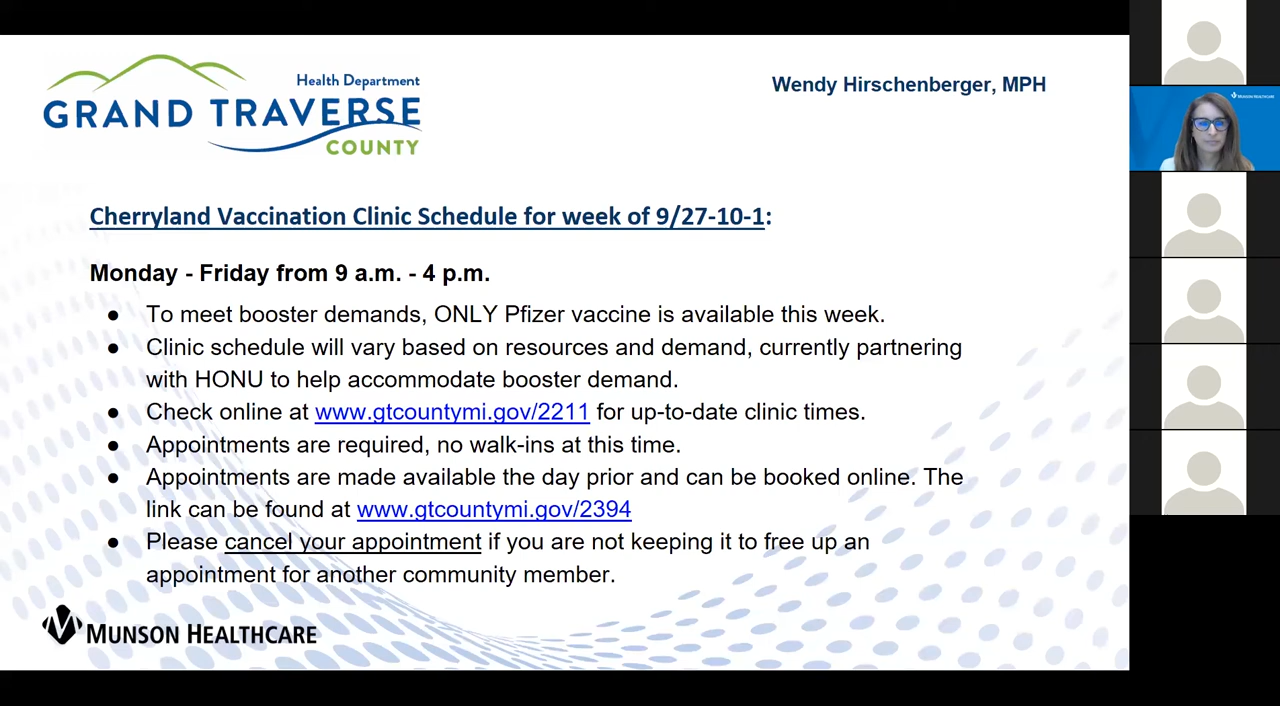 Health Department
GRAND TRAVERSE
COUNTY
Wendy Hirschenberger, MPH
MUNSON HEALTHCARE
Cherryland Vaccination Clinic Schedule for week of 9/27-10-1:
Monday - Friday from 9 a.m. - 4 p.m.
● To meet booster demands, ONLY Pfizer vaccine is available this week.
● Clinic schedule will vary based on resources and demand, currently partnering
with HONU to help accommodate booster demand.
● Check online at www.gtcountymi.gov/2211 for up-to-date clinic times.
● Appointments are required, no walk-ins at this time.
● Appointments are made available the day prior and can be booked online. The
link can be found at www.gtcountymi.gov/2394
● Please cancel your appointment if you are not keeping it to free up an
appointment for another community member.
MUNSON HEALTHCARE